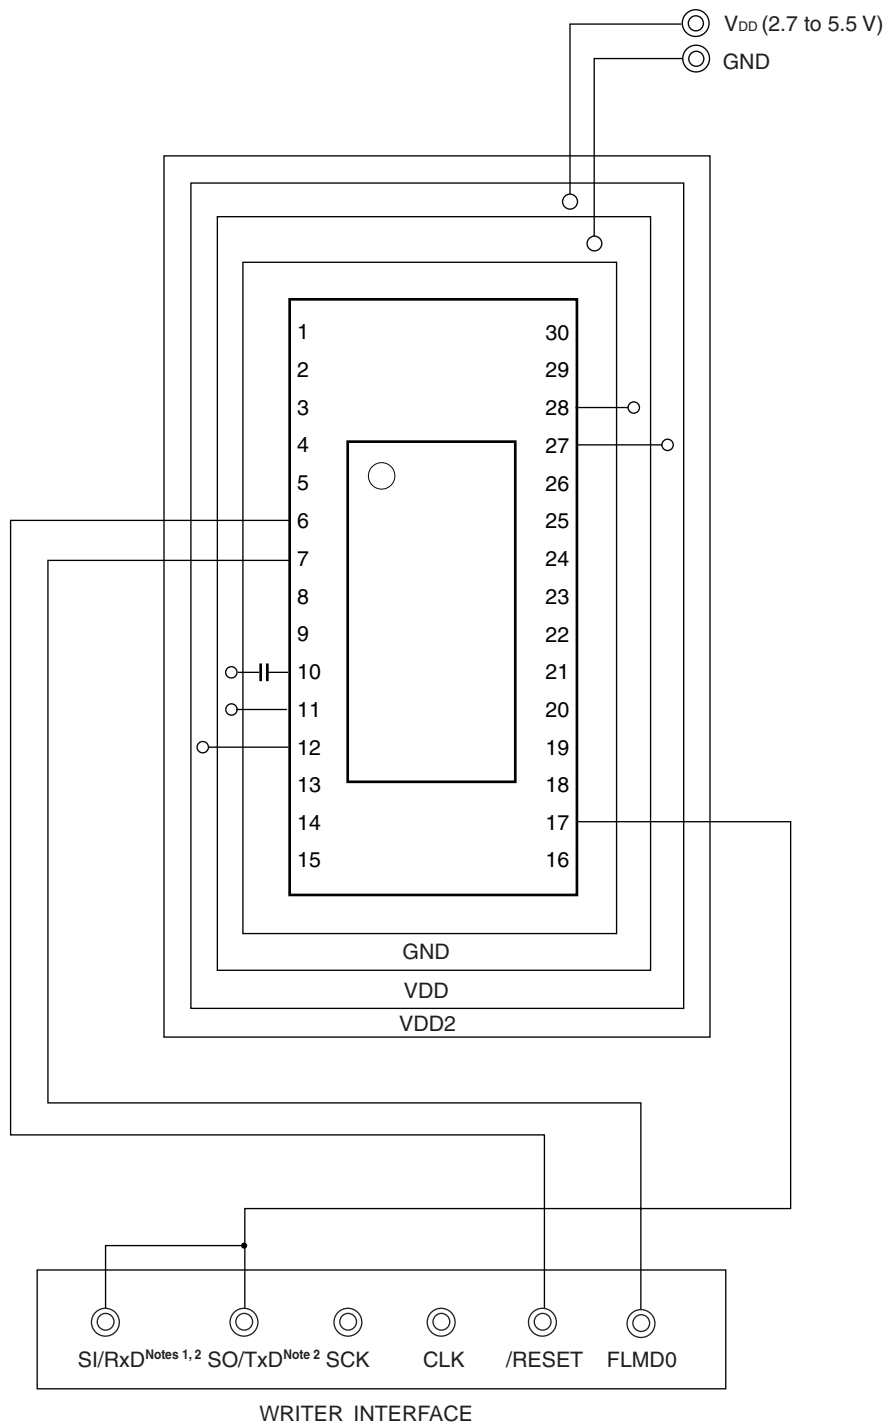 VDD (2.7 to 5.5 V)
GND
1 30
2 29
3 28
4 27
5 26
6 25
7 24
8 23
9 22
10 21
11 20
12 19
13 18
14 17
15 16
GND
VDD
VDD2
SI/RxDNotes 1, 2 SO/TxDNote 2 SCK CLK /RESET FLMD0
WRITER INTERFACE